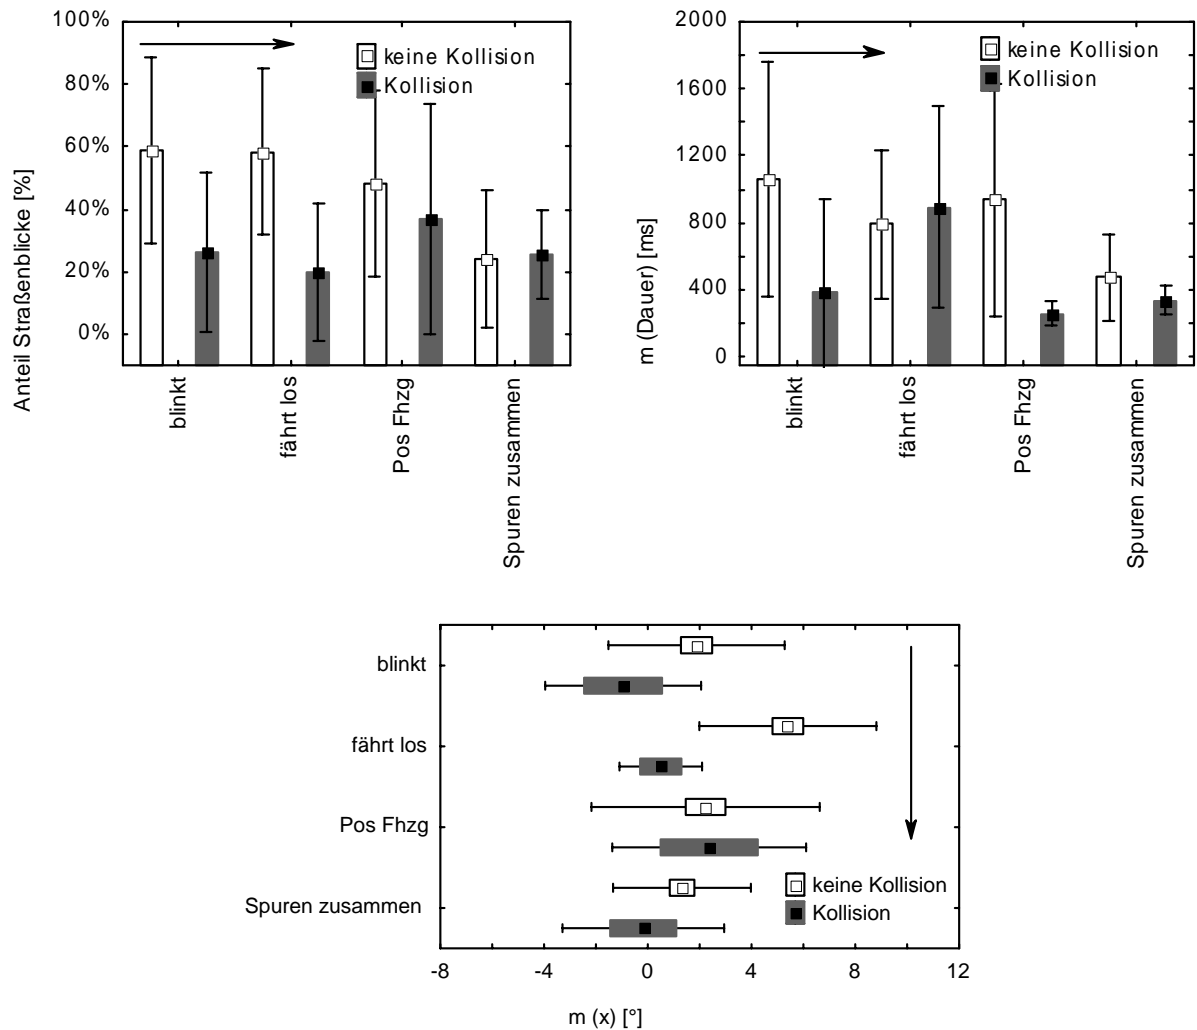 100%
80%
60%
40%
20%
0%
Anteil Straßenblicke [%]
keine Kollision
Kollision
blinkt
fährt los
Pos Fhzg
Spuren zusammen
2000
1600
1200
800
400
0
m (Dauer) [ms]
keine Kollision
Kollision
blinkt
fährt los
Pos Fhzg
Spuren zusammen
blinkt
fährt los
Pos Fhzg
Spuren zusammen
keine Kollision
Kollision
-8 -4 0 4 8 12
m (x) [°]